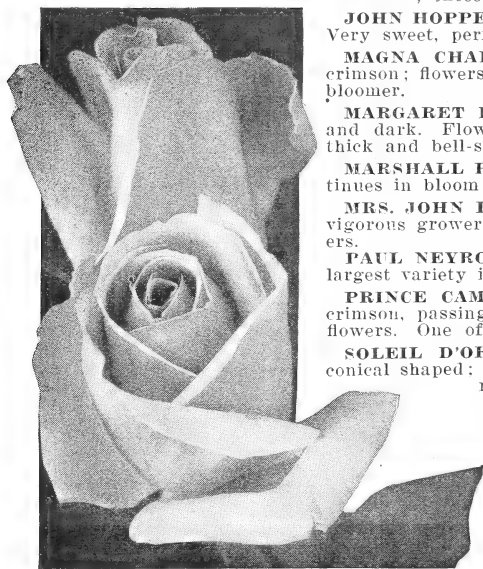 JOHN HOPPE
Very sweet, per
MAGNA CHA
crimson; flowers
bloomer.
MARGARET
and dark. Flow
thick and bell-s
MARSHALL
tinues in bloom
MRS. JOHN
vigorous grower
ers.
PAUL NEYRO
largest variety i
PRINCE CAM
crimson, passing
flowers. One of
SOLEIL D'O
conical shaped;